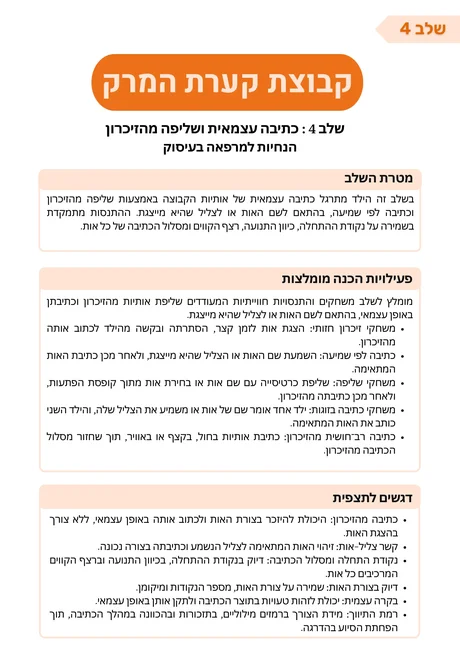 שלב 4
קבוצת קערת המרק
שלב 4 : כתיבה עצמאית ושליפה מהזיכרון
הנחיות למרפאה בעיסוק
מטרת השלב
בשלב זה הילד מתרגל כתיבה עצמאית של אותיות הקבוצה באמצעות שליפה מהזיכרון
וכתיבה לפי שמיעה, בהתאם לשם האות או לצליל שהיא מייצגת. ההתנסות מתמקדת
בשמירה על נקודת ההתחלה, כיוון התנועה, רצף הקווים ומסלול הכתיבה של כל אות.
פעילויות הכנה מומלצות
מומלץ לשלב משחקים והתנסויות חווייתיות המעודדים שליפת אותיות מהזיכרון וכתיבתן
באופן עצמאי, בהתאם לשם האות או לצליל שהיא מייצגת.
• משחקי זיכרון חזותי: הצגת אות לזמן קצר, הסתרתה ובקשה מהילד לכתוב אותה
מהזיכרון.
• כתיבה לפי שמיעה: השמעת שם האות או הצליל שהיא מייצגת, ולאחר מכן כתיבת האות
המתאימה.
• משחקי שליפה: שליפת כרטיסייה עם שם אות או בחירת אות מתוך קופסת הפתעות,
ולאחר מכן כתיבתה מהזיכרון.
• משחקי כתיבה בזוגות: ילד אחד אומר שם של אות או משמיע את הצליל שלה, והילד השני
כותב את האות המתאימה.
• כתיבה רב־חושית מהזיכרון: כתיבת אותיות בחול, בקצף או באוויר, תוך שחזור מסלול
הכתיבה מהזיכרון.
דגשים לתצפית
• כתיבה מהזיכרון: היכולת להיזכר בצורת האות ולכתוב אותה באופן עצמאי, ללא צורך
בהצגת האות.
• קשר צליל-אות: זיהוי האות המתאימה לצליל הנשמע וכתיבתה בצורה נכונה.
• נקודת התחלה ומסלול הכתיבה: דיוק בנקודת ההתחלה, בכיוון התנועה וברצף הקווים
המרכיבים כל אות.
• דיוק בצורת האות: שמירה על צורת האות, מספר הנקודות ומיקומן.
• בקרה עצמית: יכולת לזהות טעויות בתוצר הכתיבה ולתקן אותן באופן עצמאי.
• רמת התיווך: מידת הצורך ברמזים מילוליים, בתזכורות ובהכוונה במהלך הכתיבה, תוך
הפחתת הסיוע בהדרגה.